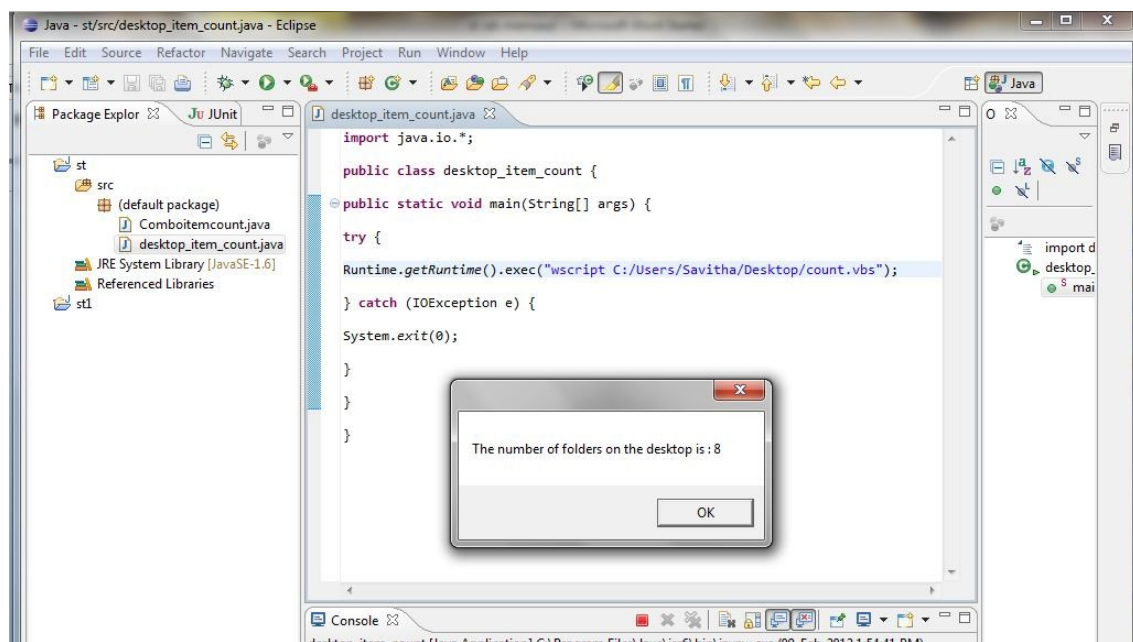 Java - st/src/desktop_item_count.java - Eclipse
File Edit Source Refactor Navigate Search Project Run Window Help
Java
Package Explor
JUnit
st
src
(default package)
Comboitemcount.java
desktop_item_count.java
JRE System Library [JavaSE-1.6]
Referenced Libraries
st1
desktop_item_count.java
import java.io.*;
public class desktop_item_count {
public static void main(String[] args) {
try {
Runtime.getRuntime().exec("wscript C:/Users/Savitha/Desktop/count.vbs");
} catch (IOException e) {
System.exit(0);
}
}
}
The number of folders on the desktop is : 8
OK
O
import d
desktop_
mai
Console